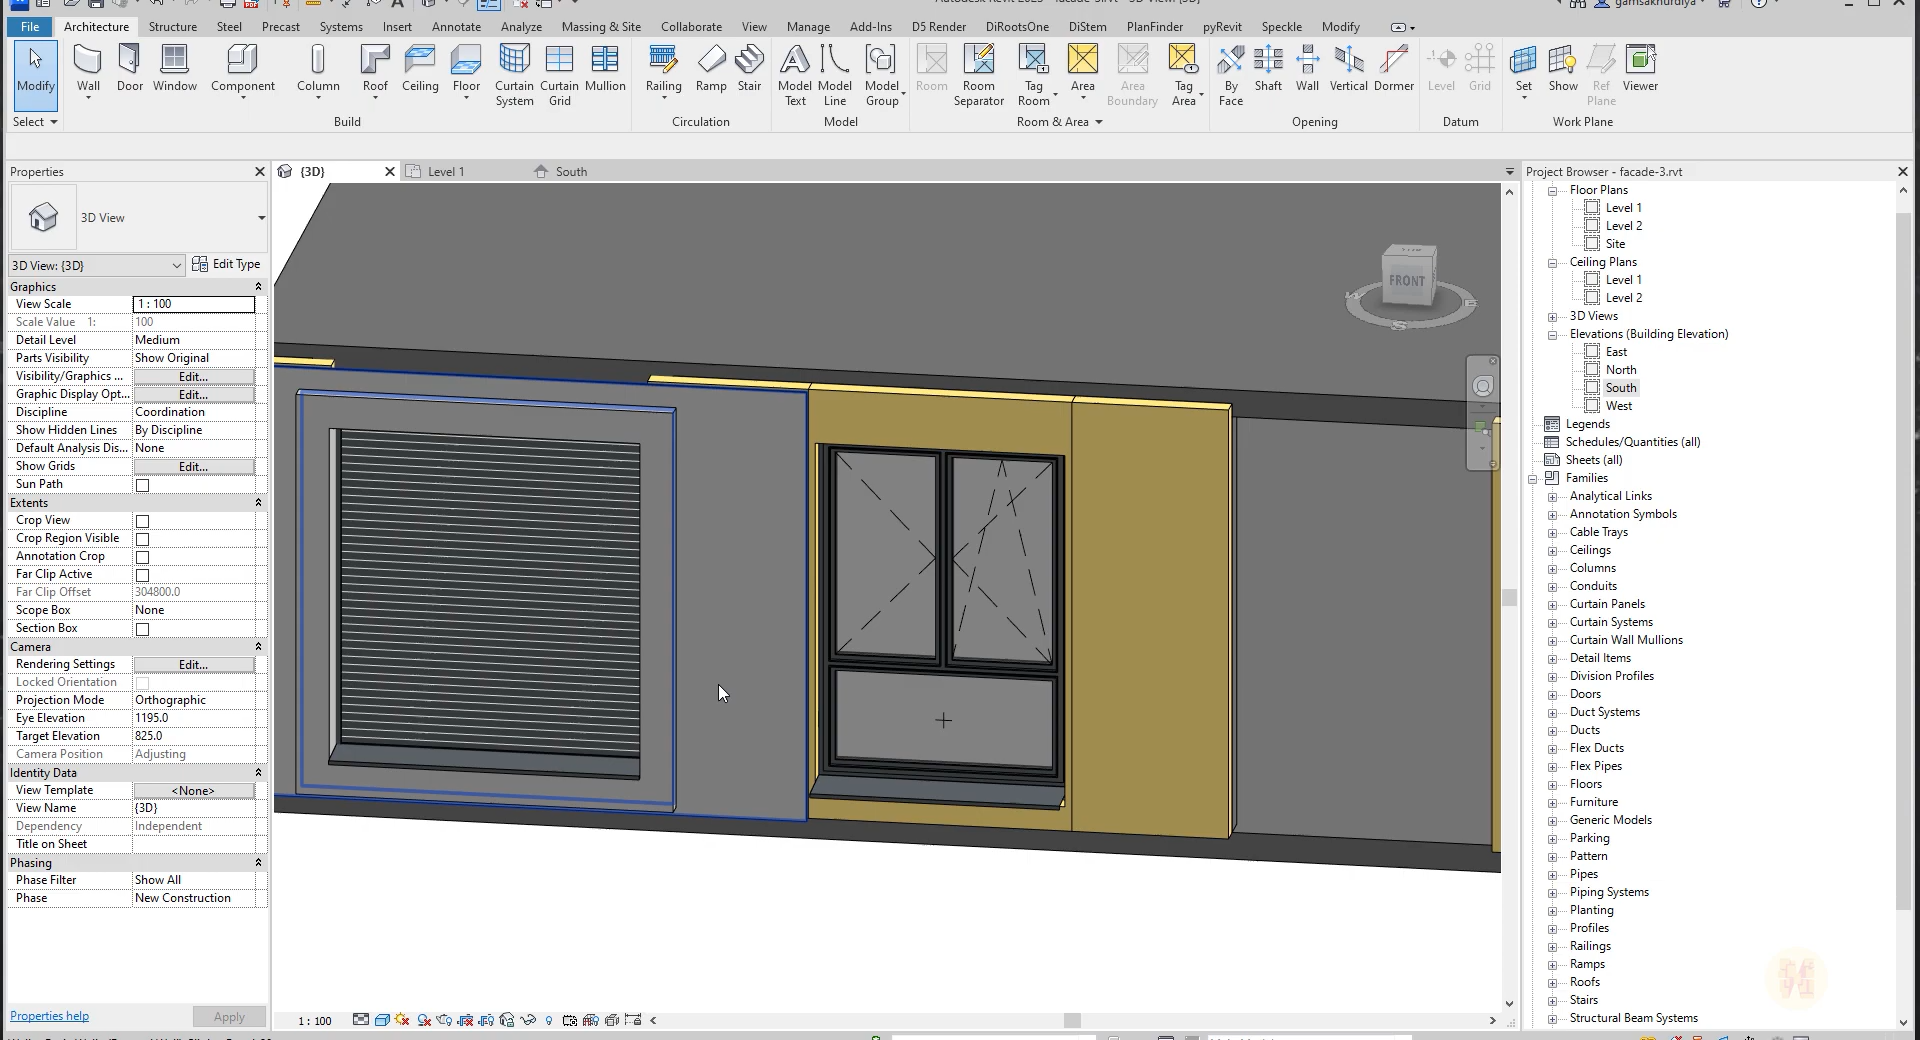 gamsakhurdiya
File Architecture Structure Steel Precast Systems Insert Annotate Analyze Massing & Site Collaborate View Manage Add-Ins D5 Render DiRootsOne DiStem PlanFinder pyRevit Speckle Modify
Modify Wall Door Window Component Column Roof Ceiling Floor Curtain System Curtain Grid Mullion Railing Ramp Stair Model Text Model Line Model Group Room Room Separator Tag Room Area Area Boundary Tag Area By Face Shaft Wall Vertical Dormer Level Grid Set Show Ref Plane Viewer
Select Build Circulation Model Room & Area Opening Datum Work Plane
Properties
3D View
3D View: {3D} Edit Type
Graphics
View Scale 1 : 100
Scale Value 1: 100
Detail Level Medium
Parts Visibility Show Original
Visibility/Graphics ... Edit...
Graphic Display Opt... Edit...
Discipline Coordination
Show Hidden Lines By Discipline
Default Analysis Dis... None
Show Grids Edit...
Sun Path
Extents
Crop View
Crop Region Visible
Annotation Crop
Far Clip Active
Far Clip Offset 304800.0
Scope Box None
Section Box
Camera
Rendering Settings Edit...
Locked Orientation
Projection Mode Orthographic
Eye Elevation 1195.0
Target Elevation 825.0
Camera Position Adjusting
Identity Data
View Template <None>
View Name {3D}
Dependency Independent
Title on Sheet
Phasing
Phase Filter Show All
Phase New Construction
Properties help Apply
{3D} Level 1 South
FRONT
1 : 100
Project Browser - facade-3.rvt
Floor Plans
Level 1
Level 2
Site
Ceiling Plans
Level 1
Level 2
3D Views
Elevations (Building Elevation)
East
North
South
West
Legends
Schedules/Quantities (all)
Sheets (all)
Families
Analytical Links
Annotation Symbols
Cable Trays
Ceilings
Columns
Conduits
Curtain Panels
Curtain Systems
Curtain Wall Mullions
Detail Items
Division Profiles
Doors
Duct Systems
Ducts
Flex Ducts
Flex Pipes
Floors
Furniture
Generic Models
Parking
Pattern
Pipes
Piping Systems
Planting
Profiles
Railings
Ramps
Roofs
Stairs
Structural Beam Systems